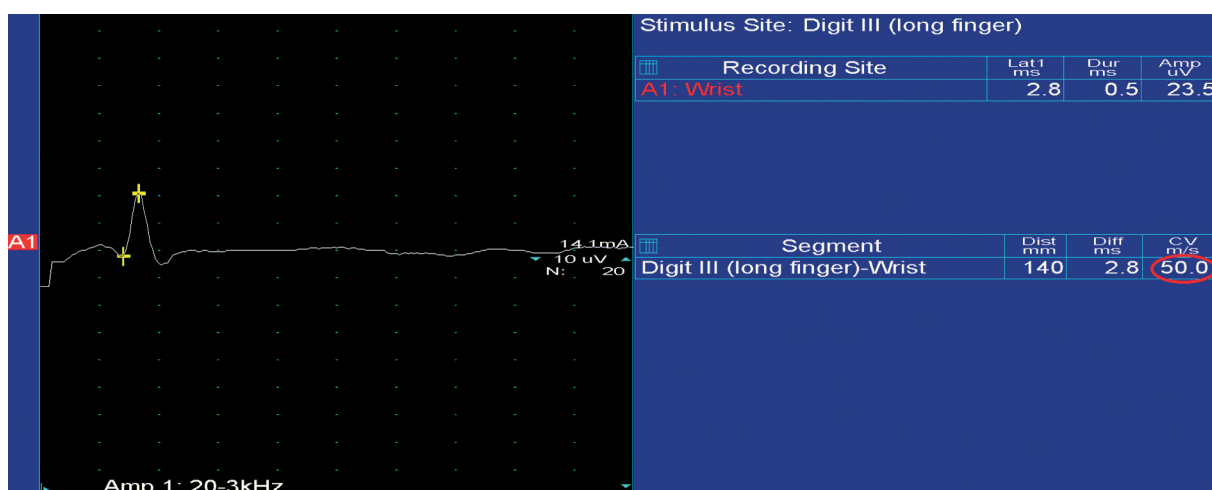 Stimulus Site: Digit III (long finger)
Recording Site Lat1 ms Dur ms Amp uV
A1: Wrist 2.8 0.5 23.5
A1
14.1mA
10 uV
N: 20
Segment Dist mm Diff ms CV m/s
Digit III (long finger)-Wrist 140 2.8 50.0
Amp 1: 20-3kHz